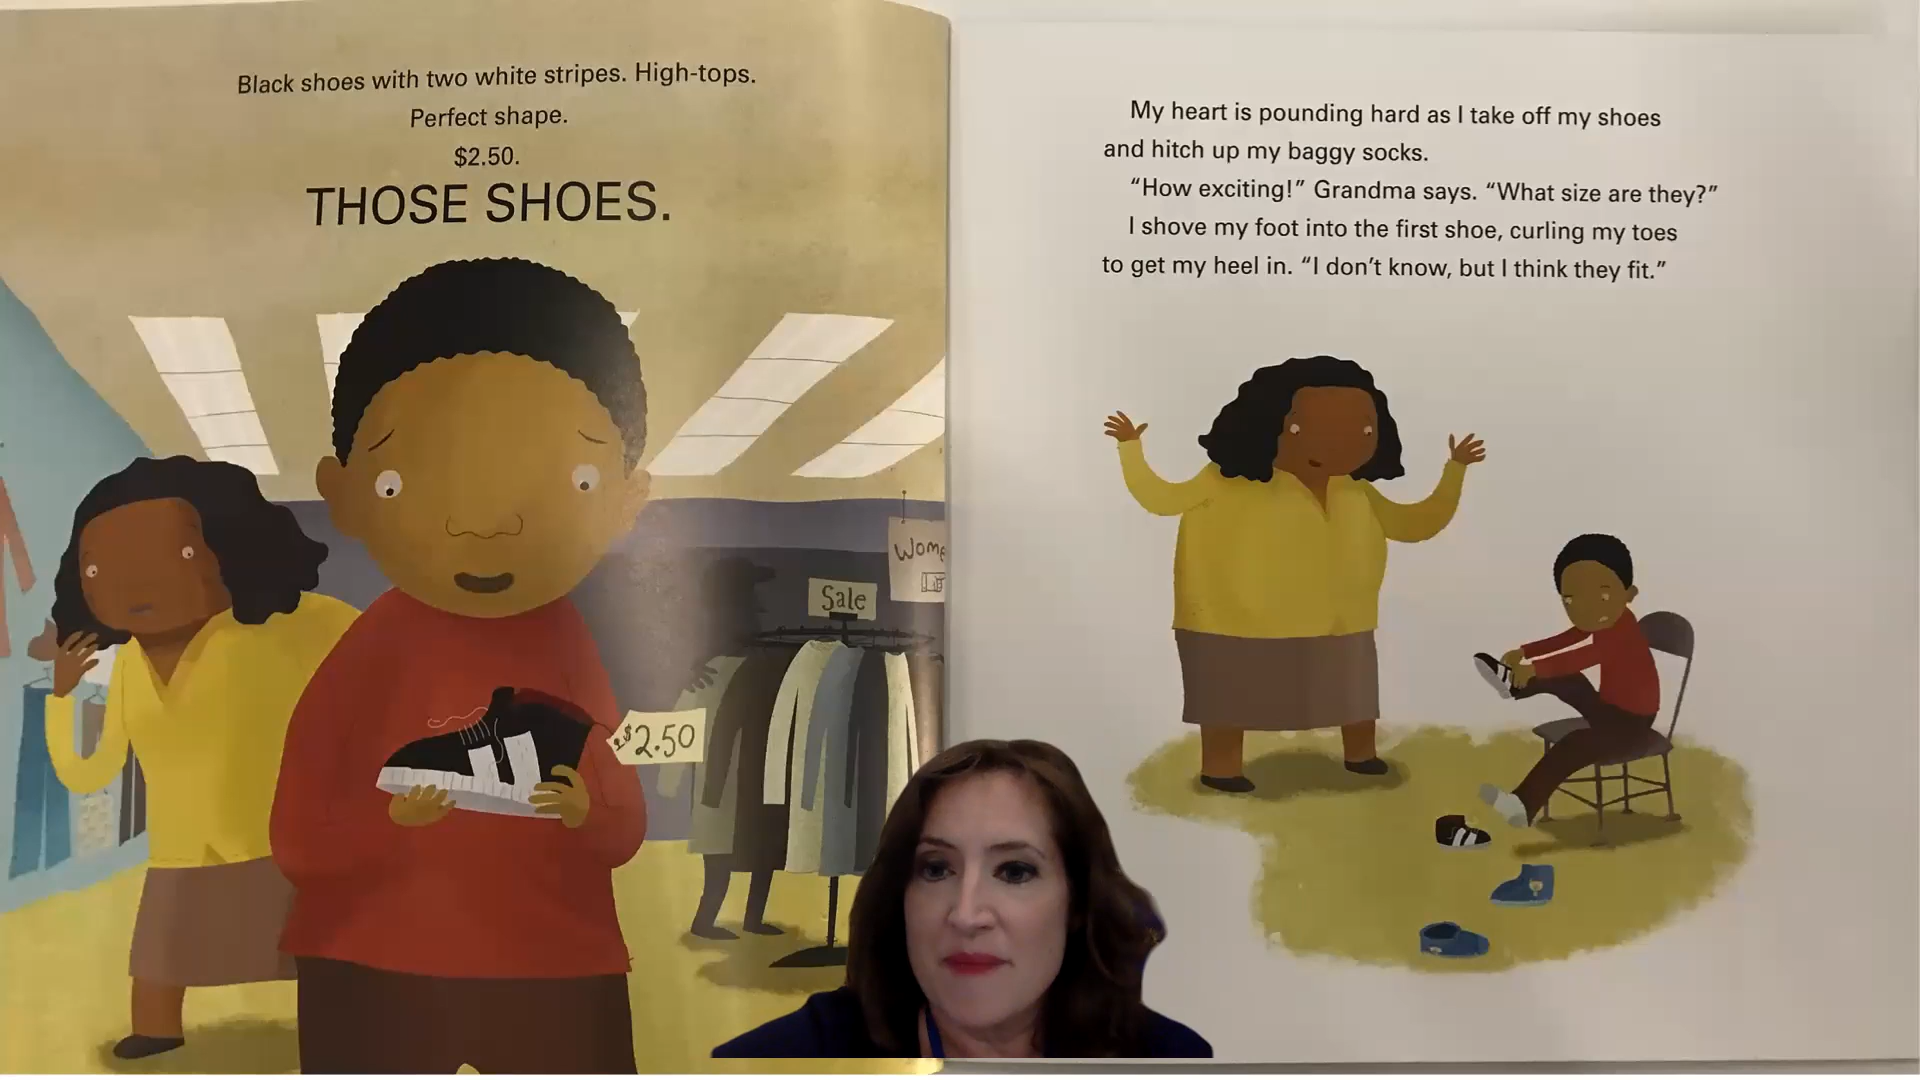 Black shoes with two white stripes. High-tops.
Perfect shape.
$2.50.
THOSE SHOES.
Sale
$2.50
My heart is pounding hard as I take off my shoes
and hitch up my baggy socks.
“How exciting!” Grandma says. “What size are they?”
I shove my foot into the first shoe, curling my toes
to get my heel in. “I don’t know, but I think they fit.”